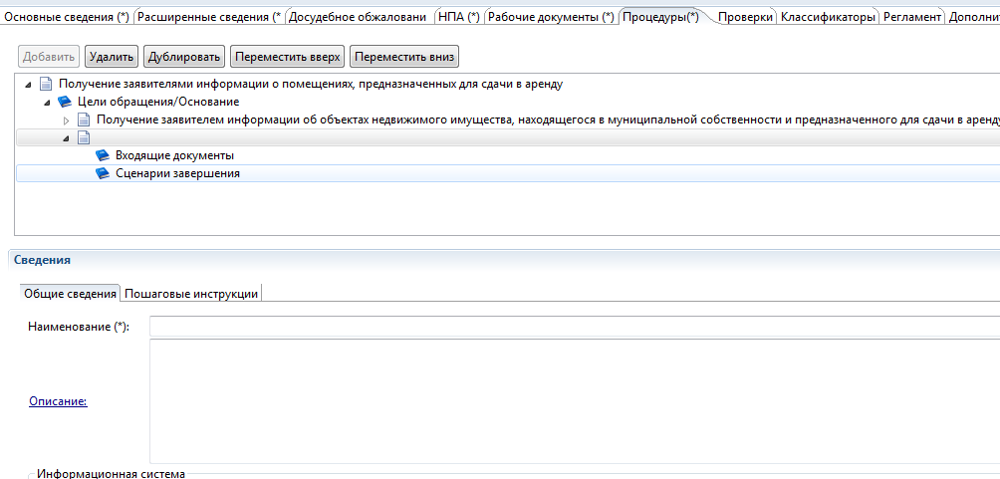 Основные сведения (*) Расширенные сведения (* Досудебное обжаловани НПА (*) Рабочие документы (*) Процедуры(*) Проверки Классификаторы Регламент Дополни
Добавить Удалить Дублировать Переместить вверх Переместить вниз
Получение заявителями информации о помещениях, предназначенных для сдачи в аренду
Цели обращения/Основание
Получение заявителем информации об объектах недвижимого имущества, находящегося в муниципальной собственности и предназначенного для сдачи в аренду
Входящие документы
Сценарии завершения
Сведения
Общие сведения Пошаговые инструкции
Наименование (*):
Описание:
Информационная система